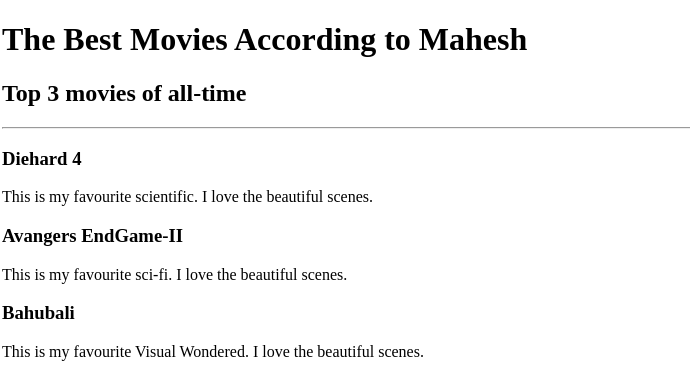 The Best Movies According to Mahesh
Top 3 movies of all-time
Diehard 4
This is my favourite scientific. I love the beautiful scenes.
Avangers EndGame-II
This is my favourite sci-fi. I love the beautiful scenes.
Bahubali
This is my favourite Visual Wondered. I love the beautiful scenes.